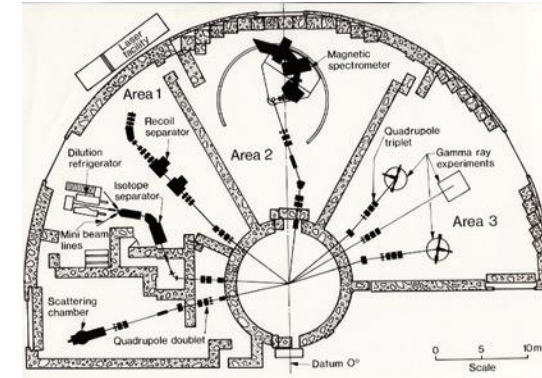 Laser
facility
Magnetic
spectrometer
Area 1
Recoil
separator
Area 2
Quadrupole
triplet
Dilution
refrigerator
Gamma ray
experiments
Isotope
separator
Area 3
Mini beam
lines
Scattering
chamber
Quadrupole doublet
Datum 0°
0 5 10m
Scale